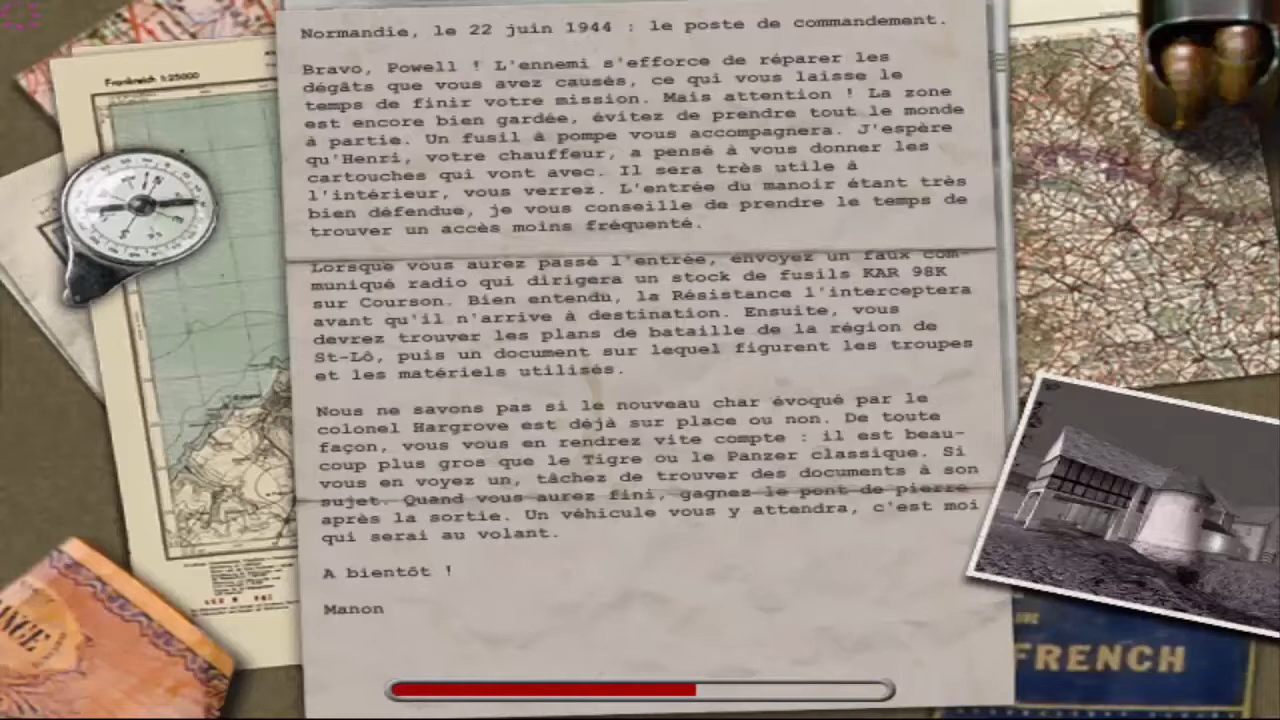 Normandie, le 22 juin 1944 : le poste de commandement.
Bravo, Powell ! L'ennemi s'efforce de réparer les
dégâts que vous avez causés, ce qui vous laisse le
temps de finir votre mission. Mais attention ! La zone
est encore bien gardée, évitez de prendre tout le monde
à partie. Un fusil à pompe vous accompagnera. J'espère
qu'Henri, votre chauffeur, a pensé à vous donner les
cartouches qui vont avec. Il sera très utile à
l'intérieur, vous verrez. L'entrée du manoir étant très
bien défendue, je vous conseille de prendre le temps de
trouver un accès moins fréquenté.
Lorsque vous aurez passé l'entrée, envoyez un faux com-
muniqué radio qui dirigera un stock de fusils KAR 98K
sur Courson. Bien entendu, la Résistance l'interceptera
avant qu'il n'arrive à destination. Ensuite, vous
devrez trouver les plans de bataille de la région de
St-Lô, puis un document sur lequel figurent les troupes
et les matériels utilisés.
Nous ne savons pas si le nouveau char évoqué par le
colonel Hargrove est déjà sur place ou non. De toute
façon, vous vous en rendrez vite compte : il est beau-
coup plus gros que le Tigre ou le Panzer classique. Si
vous en voyez un, tâchez de trouver des documents à son
sujet. Quand vous aurez fini, gagnez le pont de pierre
après la sortie. Un véhicule vous y attendra, c'est moi
qui serai au volant.
A bientôt !
Manon
Frankreich 1:25000
FRENCH